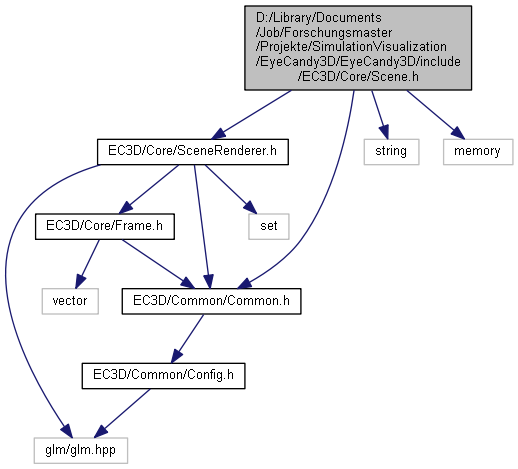 D:/Library/Documents
/Job/Forschungsmaster
/Projekte/SimulationVisualization
/EyeCandy3D/EyeCandy3D/include
/EC3D/Core/Scene.h
EC3D/Core/SceneRenderer.h
string
memory
EC3D/Core/Frame.h
set
vector
EC3D/Common/Common.h
EC3D/Common/Config.h
glm/glm.hpp